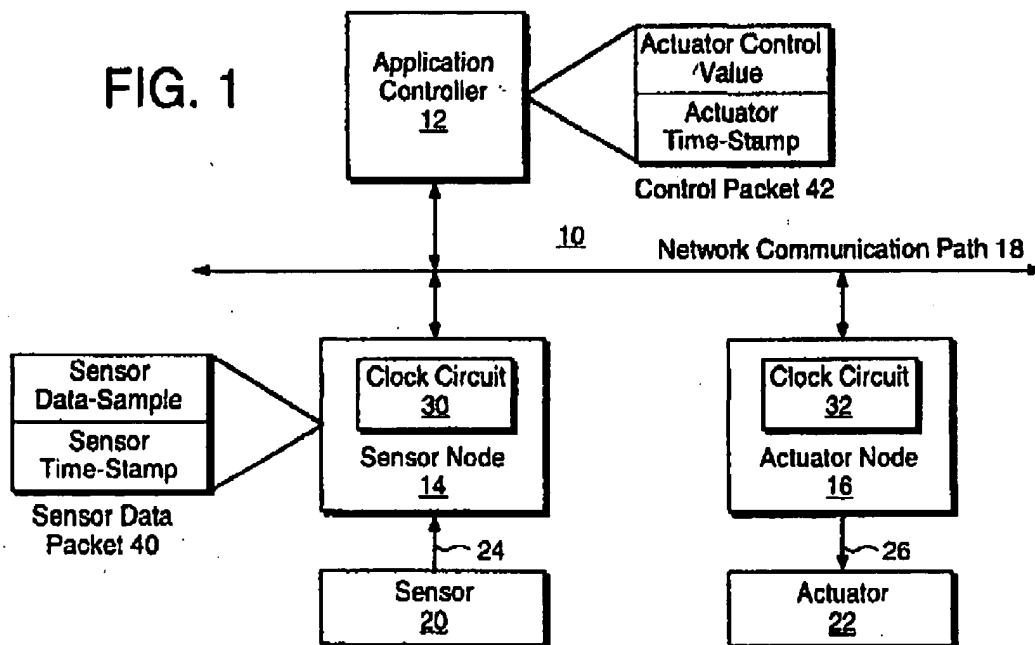 FIG. 1
Application
Controller
12
Actuator Control
Value
Actuator
Time-Stamp
Control Packet 42
10
Network Communication Path 18
Sensor
Data-Sample
Sensor
Time-Stamp
Sensor Data
Packet 40
Clock Circuit
30
Sensor Node
14
Clock Circuit
32
Actuator Node
16
24
26
Sensor
20
Actuator
22